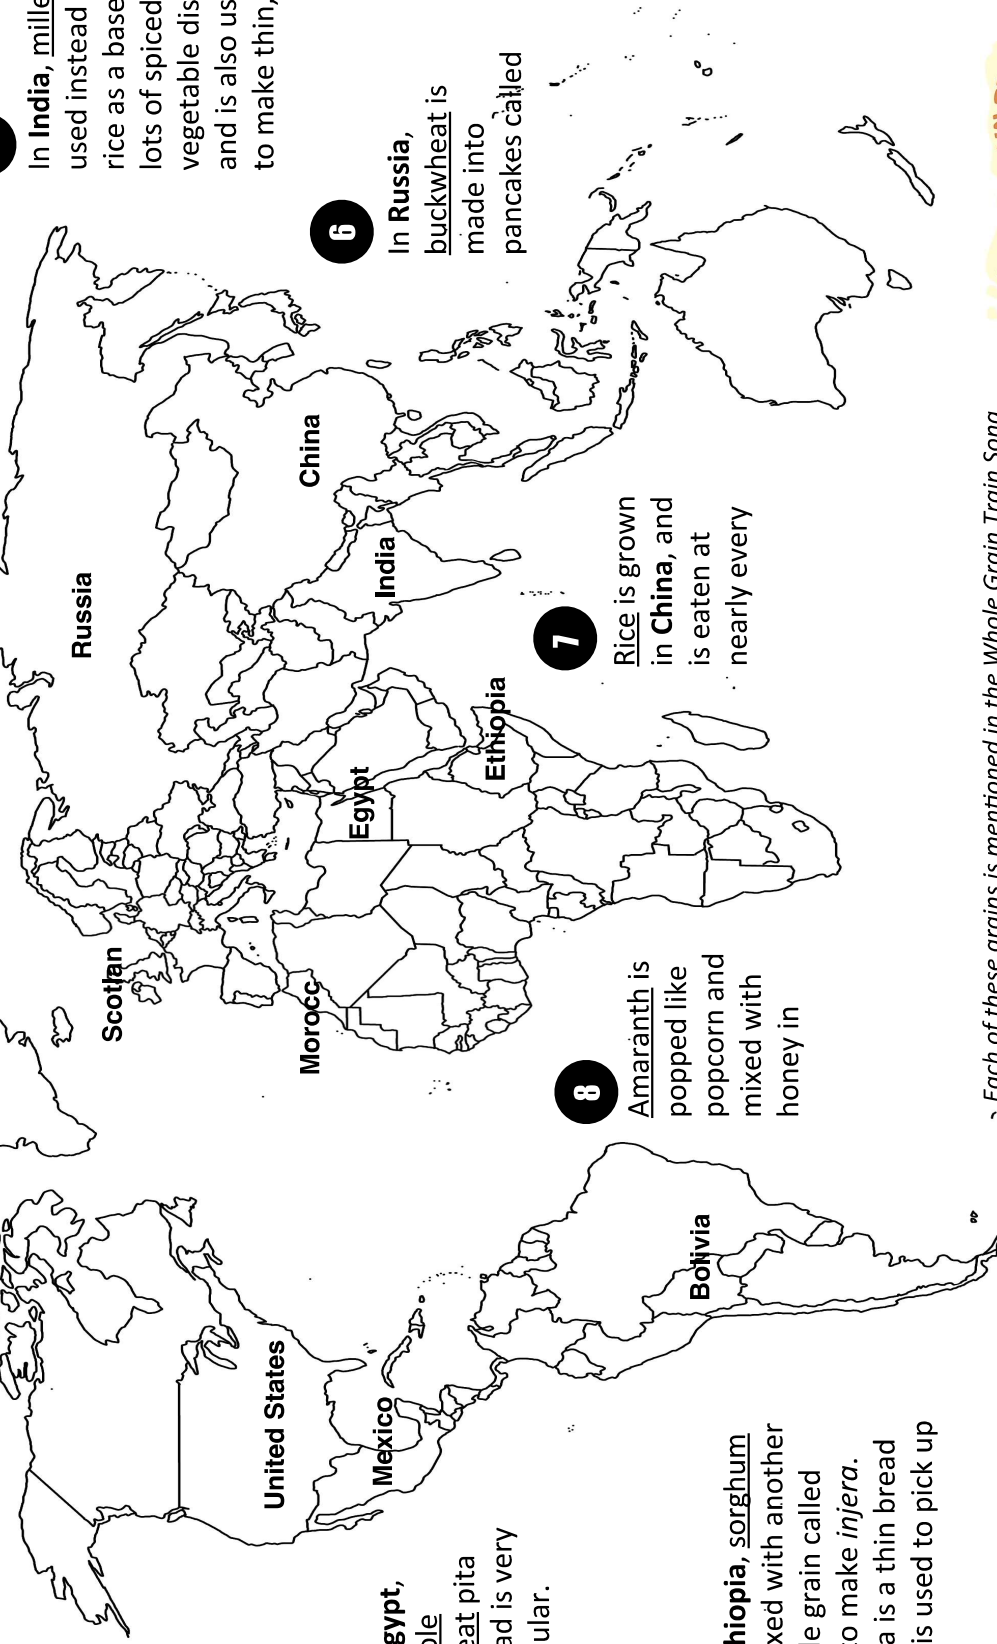 In India, mille
used instead
rice as a base
lots of spiced
vegetable dis
and is also us
to make thin,
6
In Russia,
buckwheat is
made into
pancakes called
7
Rice is grown
in China, and
is eaten at
nearly every
8
Amaranth is
popped like
popcorn and
mixed with
honey in
gypt,
ole
eat pita
ad is very
ular.
hiopia, sorghum
xed with another
le grain called
o make injera.
a is a thin bread
is used to pick up
Russia
China
India
Scotlan
Morocc
Egypt
Ethiopia
United States
Mexico
Bolivia
Each of these grains is mentioned in the Whole Grain Train Song